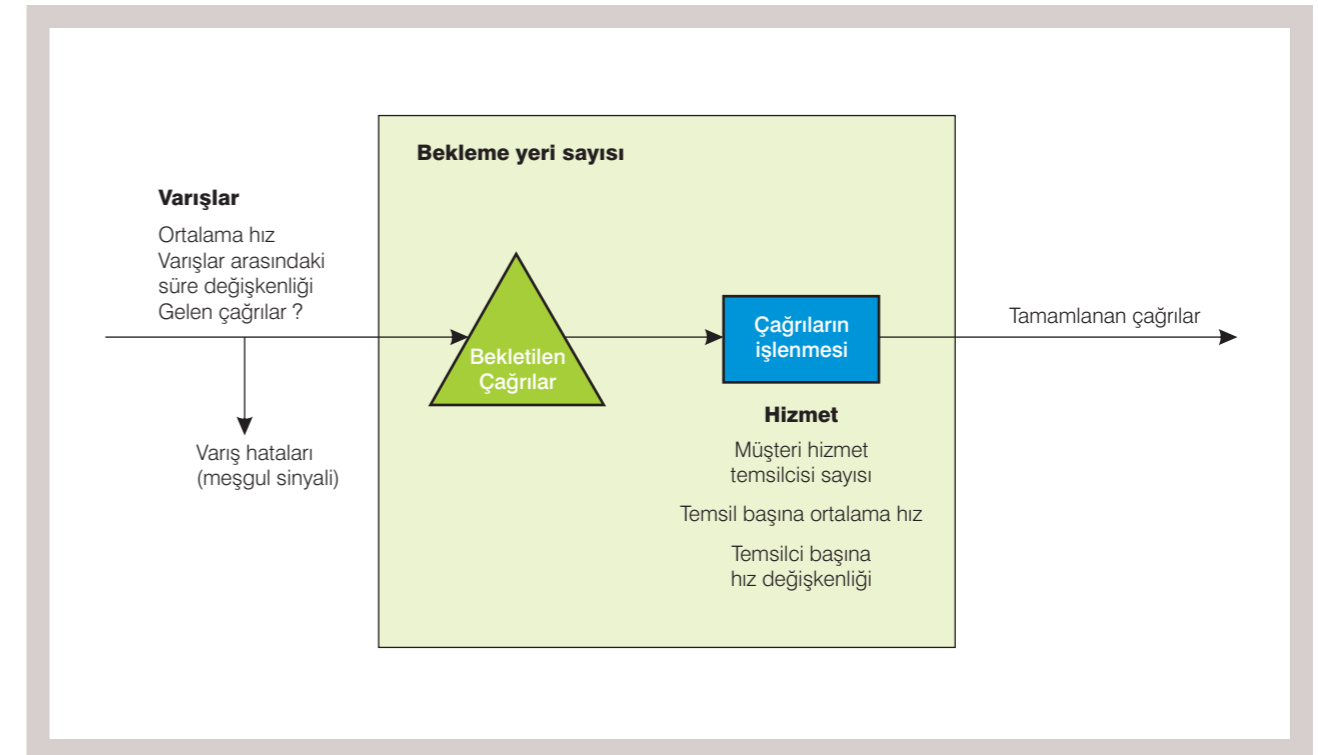 Bekleme yeri sayısı
Varışlar
Ortalama hız
Varışlar arasındaki
süre değişkenliği
Gelen çağrılar ?
Varış hataları
(meşgul sinyali)
Bekletilen
Çağrılar
Çağrıların
işlenmesi
Hizmet
Müşteri hizmet
temsilcisi sayısı
Temsil başına ortalama hız
Temsilci başına
hız değişkenliği
Tamamlanan çağrılar